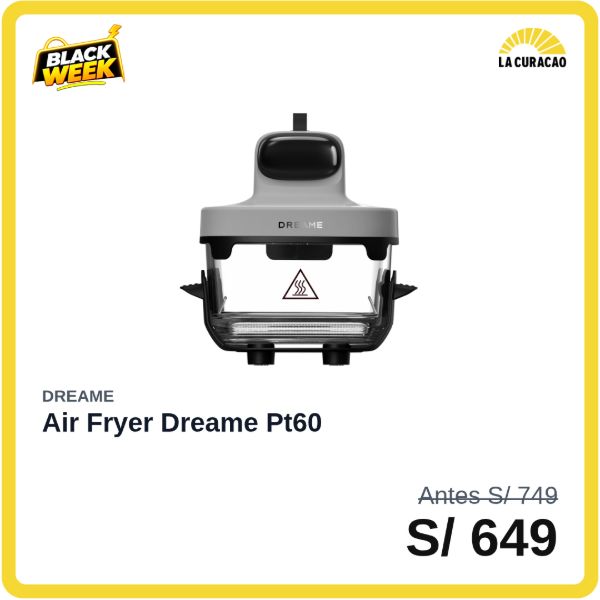 BLACK
WEEK
LA CURACAO
DREAME
DREAME
Air Fryer Dreame Pt60
Antes S/ 749
S/ 649